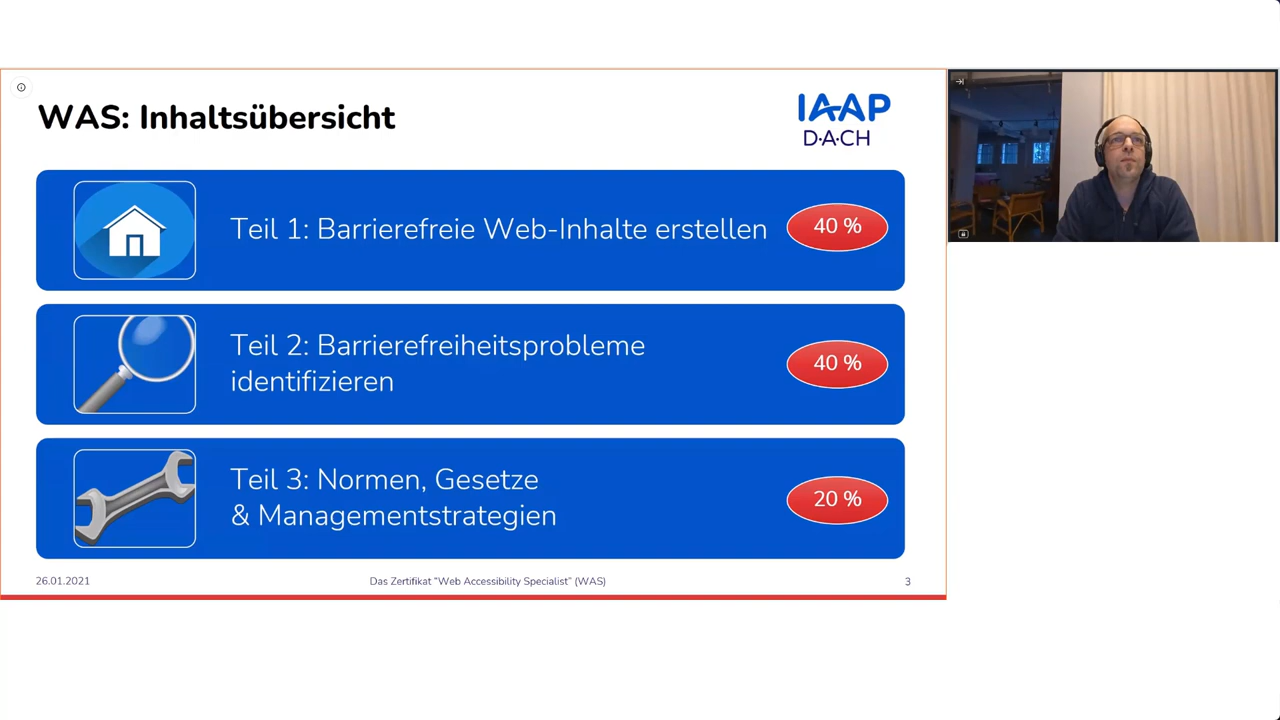 WAS: Inhaltsübersicht
IAAP
D·A·CH
Teil 1: Barrierefreie Web-Inhalte erstellen
40 %
Teil 2: Barrierefreiheitsprobleme
identifizieren
40 %
Teil 3: Normen, Gesetze
& Managementstrategien
20 %
26.01.2021
Das Zertifikat "Web Accessibility Specialist" (WAS)
3